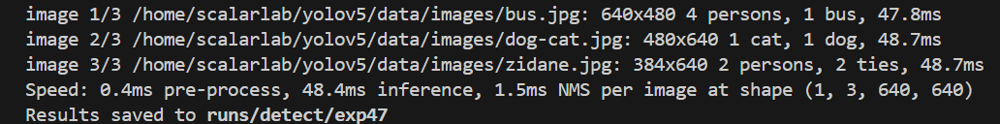 image 1/3 /home/scalarlab/yolov5/data/images/bus.jpg: 640x480 4 persons, 1 bus, 47.8ms
image 2/3 /home/scalarlab/yolov5/data/images/dog-cat.jpg: 480x640 1 cat, 1 dog, 48.7ms
image 3/3 /home/scalarlab/yolov5/data/images/zidane.jpg: 384x640 2 persons, 2 ties, 48.7ms
Speed: 0.4ms pre-process, 48.4ms inference, 1.5ms NMS per image at shape (1, 3, 640, 640)
Results saved to runs/detect/exp47